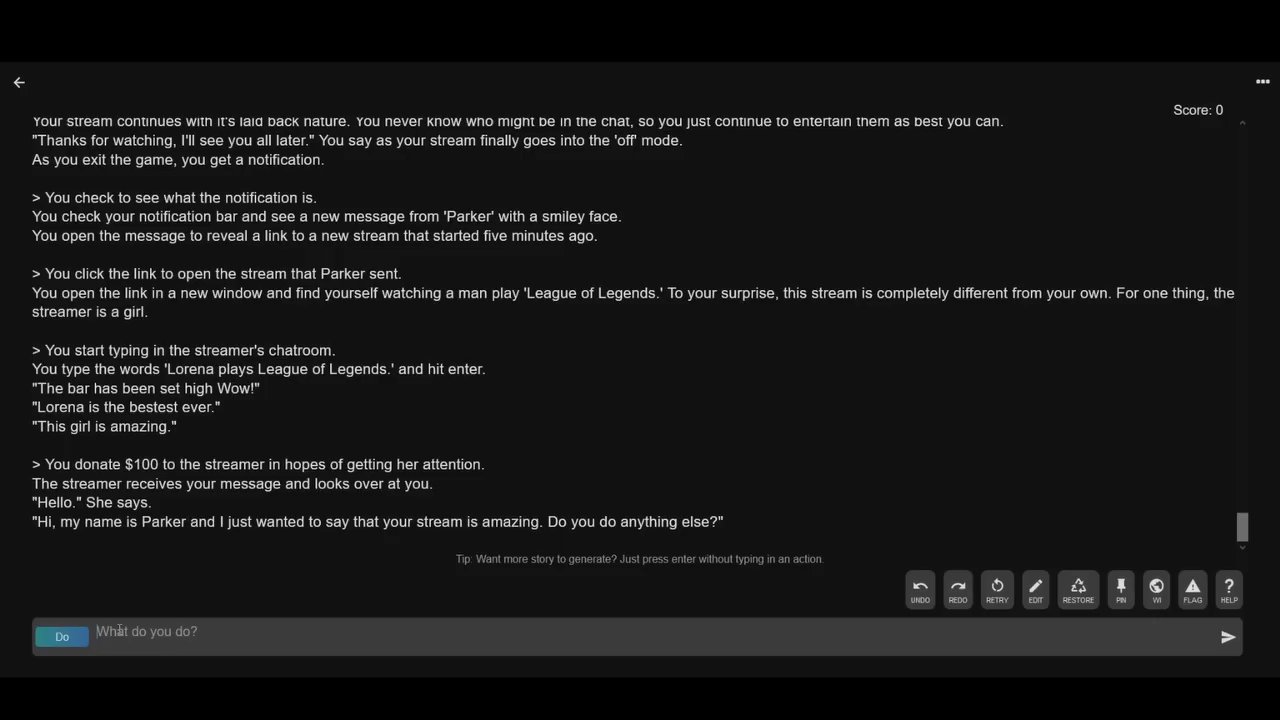 Score: 0
Your stream continues with it's laid back nature. You never know who might be in the chat, so you just continue to entertain them as best you can.
"Thanks for watching, I'll see you all later." You say as your stream finally goes into the 'off' mode.
As you exit the game, you get a notification.
> You check to see what the notification is.
You check your notification bar and see a new message from 'Parker' with a smiley face.
You open the message to reveal a link to a new stream that started five minutes ago.
> You click the link to open the stream that Parker sent.
You open the link in a new window and find yourself watching a man play 'League of Legends.' To your surprise, this stream is completely different from your own. For one thing, the
streamer is a girl.
> You start typing in the streamer's chatroom.
You type the words 'Lorena plays League of Legends.' and hit enter.
"The bar has been set high Wow!"
"Lorena is the bestest ever."
"This girl is amazing."
> You donate $100 to the streamer in hopes of getting her attention.
The streamer receives your message and looks over at you.
"Hello." She says.
"Hi, my name is Parker and I just wanted to say that your stream is amazing. Do you do anything else?"
Tip: Want more story to generate? Just press enter without typing in an action.
UNDO REDO RETRY EDIT RESTORE PIN WI FLAG HELP
Do What do you do?